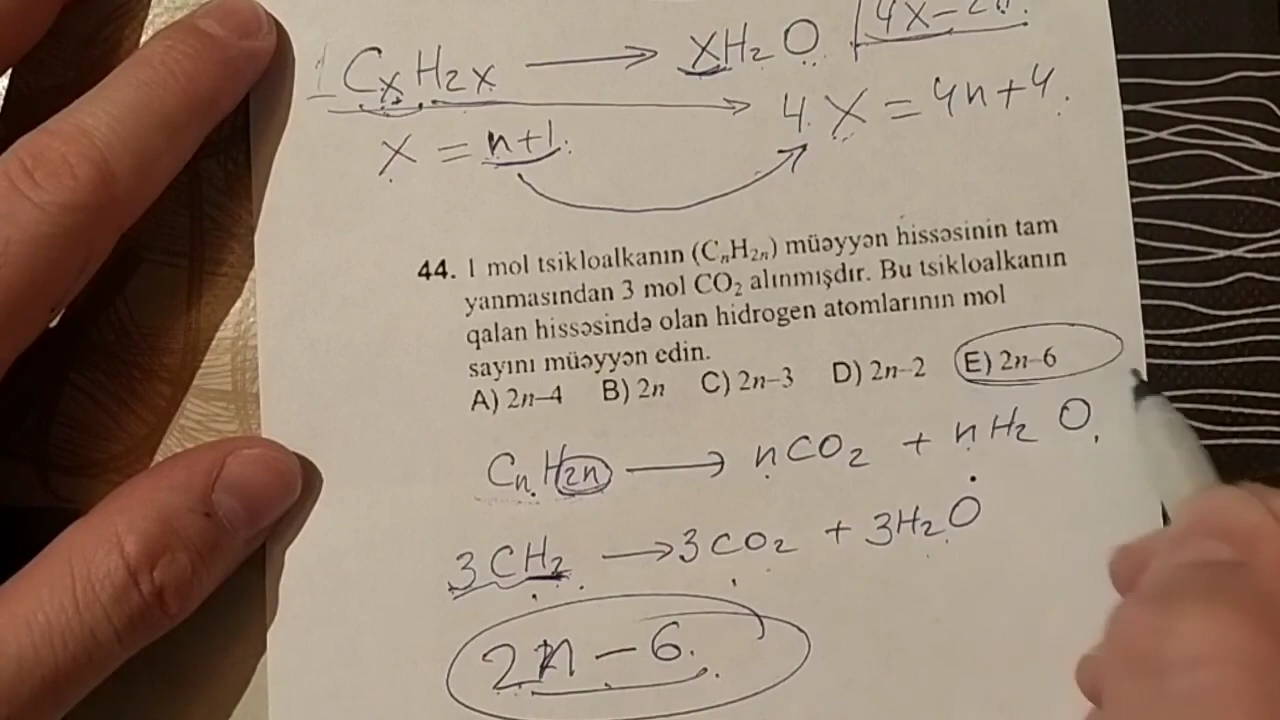 1 CxH2x → xH2O
4x = 4n+4.
x = n+1.
44. 1 mol tsikloalkanın (CnH2n) müəyyən hissəsinin tam
yanmasından 3 mol CO2 alınmışdır. Bu tsikloalkanın
qalan hissəsində olan hidrogen atomlarının mol
sayını müəyyən edin.
A) 2n–4 B) 2n C) 2n–3 D) 2n–2 E) 2n–6
CnH2n → nCO2 + nH2O
3CH2 → 3CO2 + 3H2O
2n – 6.